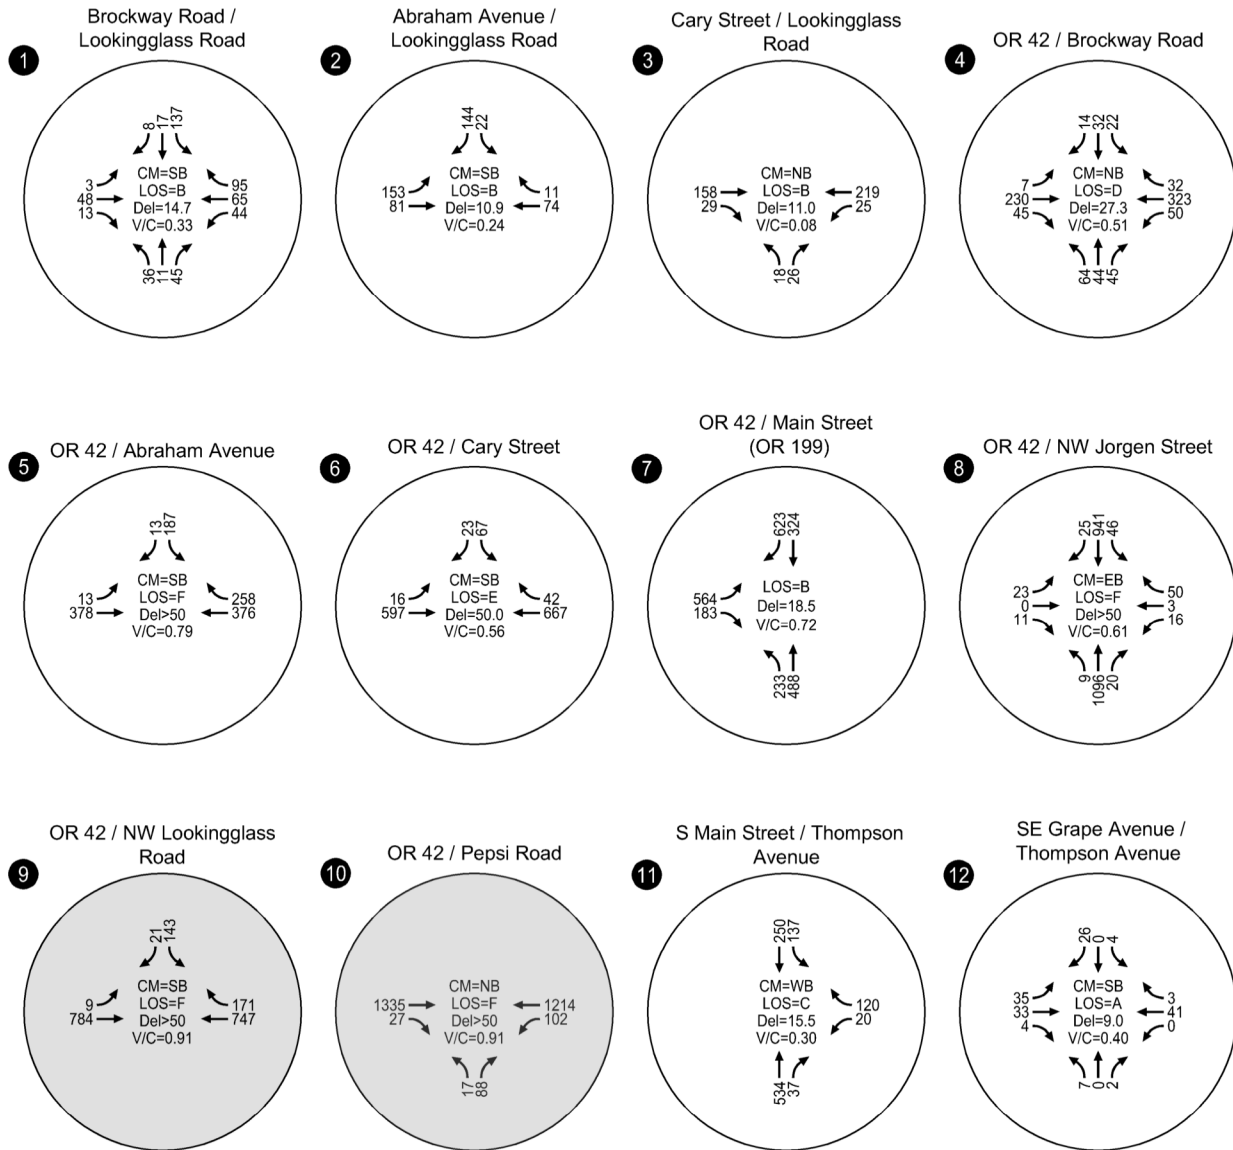 Brockway Road /
Lookingglass Road
1
8 17 137
3
48
13
CM=SB
LOS=B
Del=14.7
V/C=0.33
95
65
44
36 11 45
Abraham Avenue /
Lookingglass Road
2
144 22
153
81
CM=SB
LOS=B
Del=10.9
V/C=0.24
11
74
Cary Street / Lookingglass
Road
3
158
29
CM=NB
LOS=B
Del=11.0
V/C=0.08
219
25
18 26
OR 42 / Brockway Road
4
14 32 22
7
230
45
CM=NB
LOS=D
Del=27.3
V/C=0.51
32
323
50
64 44 45
OR 42 / Abraham Avenue
5
13 187
13
378
CM=SB
LOS=F
Del>50
V/C=0.79
258
376
OR 42 / Cary Street
6
23 67
16
597
CM=SB
LOS=E
Del=50.0
V/C=0.56
42
667
OR 42 / Main Street
(OR 199)
7
623 324
564
183
LOS=B
Del=18.5
V/C=0.72
233 488
OR 42 / NW Jorgen Street
8
25 941 46
23
0
11
CM=EB
LOS=F
Del>50
V/C=0.61
50
3
16
9 1096 20
OR 42 / NW Lookingglass
Road
9
21 143
9
784
CM=SB
LOS=F
Del>50
V/C=0.91
171
747
OR 42 / Pepsi Road
10
1335
27
CM=NB
LOS=F
Del>50
V/C=0.91
1214
102
17 88
S Main Street / Thompson
Avenue
11
250 137
CM=WB
LOS=C
Del=15.5
V/C=0.30
120
20
534 37
SE Grape Avenue /
Thompson Avenue
12
26 0 4
35
33
4
CM=SB
LOS=A
Del=9.0
V/C=0.40
3
41
0
7 0 2